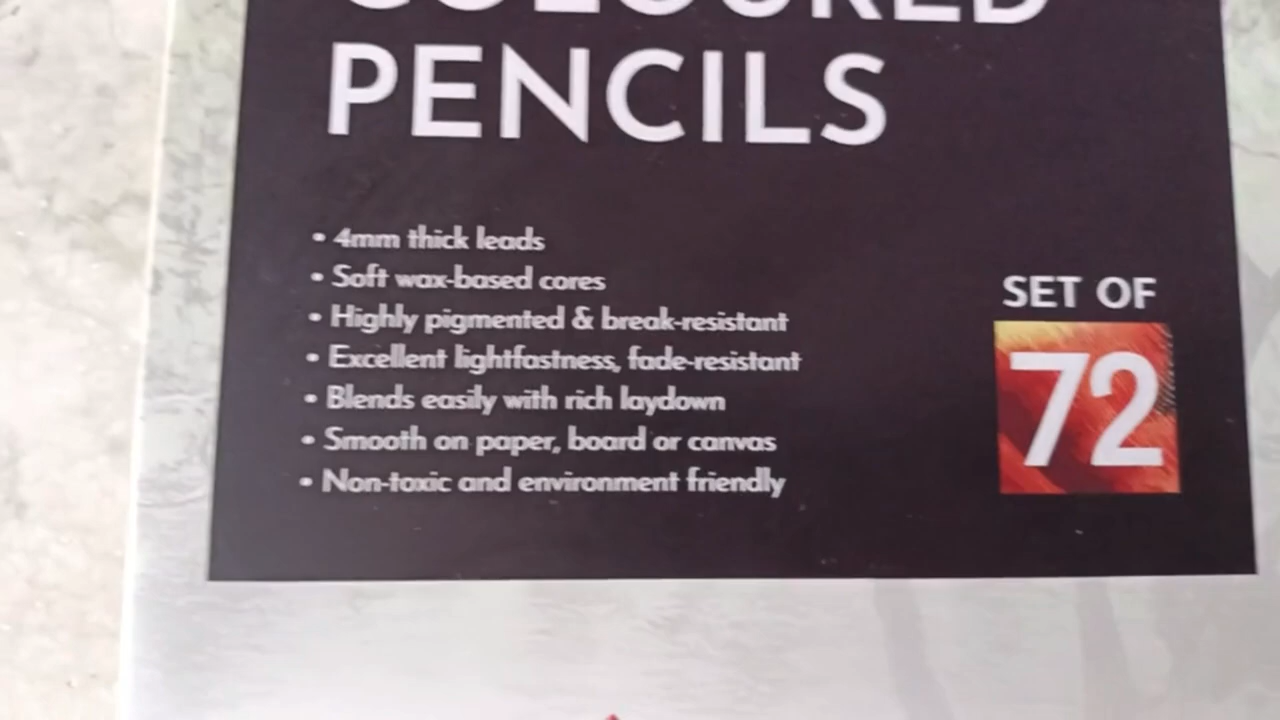 COLOURED
PENCILS
• 4mm thick leads
• Soft wax-based cores
• Highly pigmented & break-resistant
• Excellent lightfastness, fade-resistant
• Blends easily with rich laydown
• Smooth on paper, board or canvas
• Non-toxic and environment friendly
SET OF
72